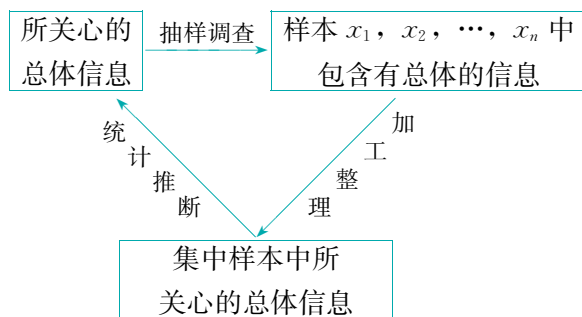 所关心的
总体信息
抽样调查
样本 x₁，x₂，…，xₙ 中
包含有总体的信息
加工整理
统计推断
集中样本中所
关心的总体信息